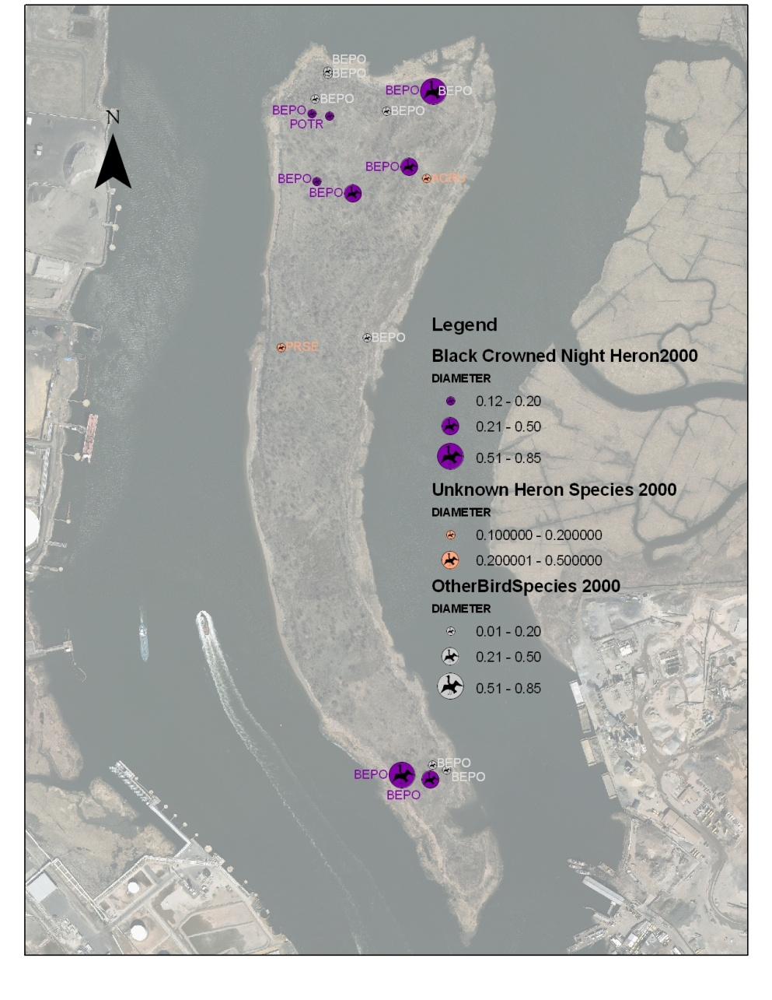 BEPO
BEPO
BEPO
BEPO
BEPO
BEPO
BEPO
POTR
N
BEPO
ACRU
BEPO
BEPO
PRSE
BEPO
Legend
Black Crowned Night Heron2000
DIAMETER
0.12 - 0.20
0.21 - 0.50
0.51 - 0.85
Unknown Heron Species 2000
DIAMETER
0.100000 - 0.200000
0.200001 - 0.500000
OtherBirdSpecies 2000
DIAMETER
0.01 - 0.20
0.21 - 0.50
0.51 - 0.85
BEPO
BEPO
BEPO
BEPO